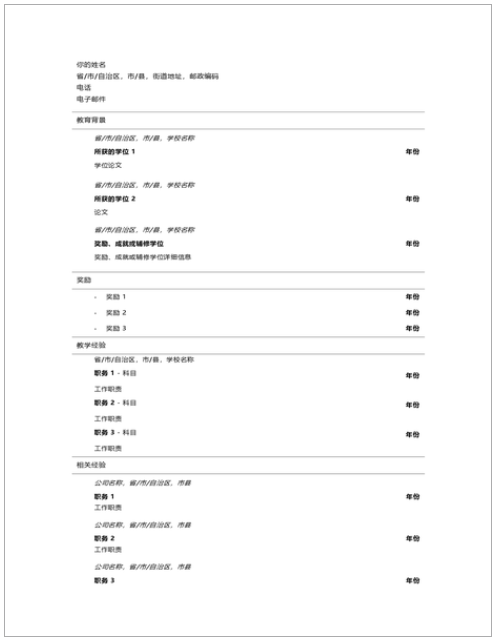 你的姓名
省/市/自治区，市/县，街道地址，邮政编码
电话
电子邮件
教育背景
省/市/自治区，市/县，学校名称
所获的学位 1 年份
学位论文
省/市/自治区，市/县，学校名称
所获的学位 2 年份
论文
省/市/自治区，市/县，学校名称
奖励、成就或辅修学位 年份
奖励、成就或辅修学位详细信息
奖励
- 奖励 1 年份
- 奖励 2 年份
- 奖励 3 年份
教学经验
省/市/自治区，市/县，学校名称
职务 1 - 科目 年份
工作职责
职务 2 - 科目 年份
工作职责
职务 3 - 科目 年份
工作职责
相关经验
公司名称，省/市/自治区，市县
职务 1 年份
工作职责
公司名称，省/市/自治区，市县
职务 2 年份
工作职责
公司名称，省/市/自治区，市县
职务 3 年份